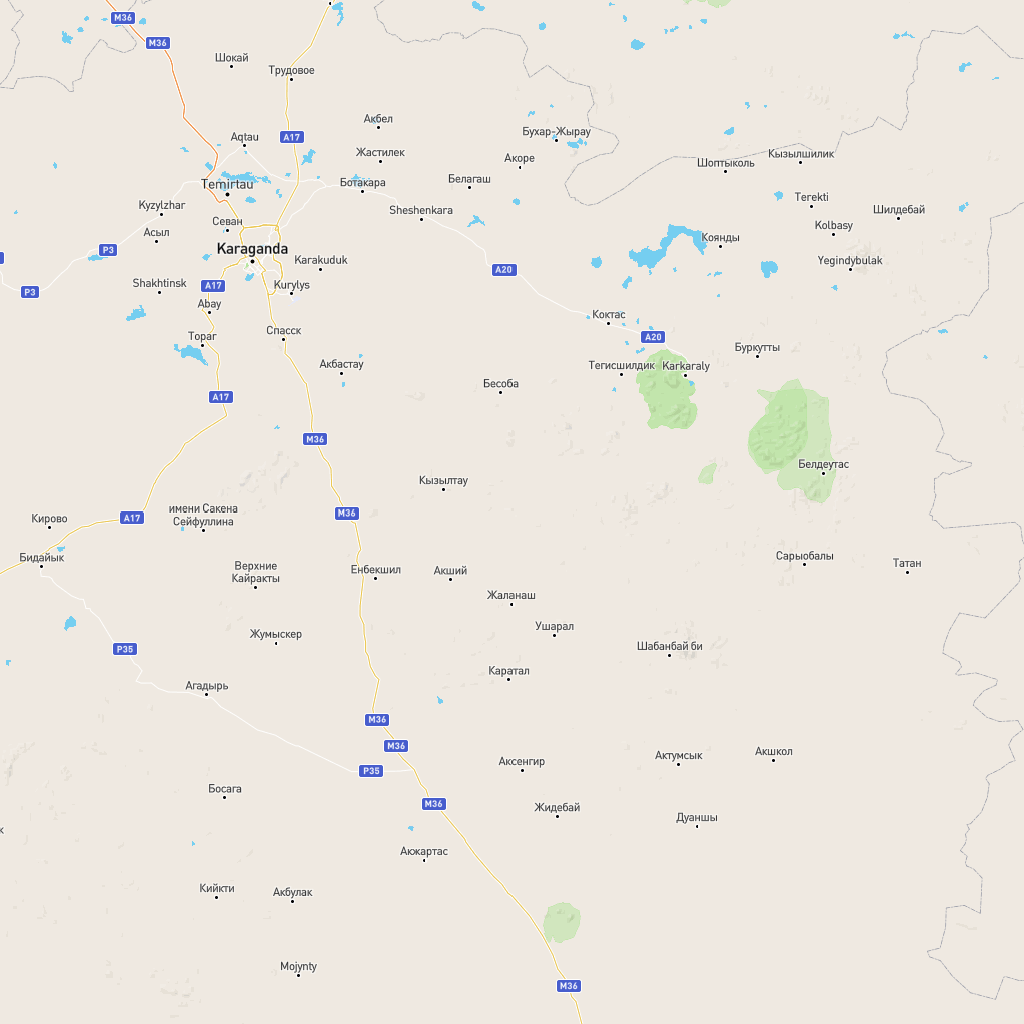 M36
M36
Шокай
Трудовое
Акбел
Бухар-Жырау
Aqtau
A17
Жастилек
Акоре
Кызылшилик
Шоптыколь
Temirtau
Ботакара
Белагаш
Terekti
Kyzylzhar
Sheshenkara
Шилдебай
Севан
Kolbasy
Асыл
Коянды
P3
Karaganda
Karakuduk
Yegindybulak
A20
Shakhtinsk
A17
Kurylys
P3
Abay
Коктас
Тораг
Спасск
A20
Буркутты
Акбастау
Тегисшилдик
Karkaraly
Бесоба
A17
M36
Белдеутас
Кызылтау
имени Сакена
Сейфуллина
Кирово
A17
M36
Бидайык
Сарыобалы
Татан
Верхние
Кайракты
Енбекшил
Акший
Жаланаш
Жумыскер
Ушарал
P35
Шабанбай би
Каратал
Агадырь
M36
M36
Актумсык
Акшкол
P35
Аксенгир
Босага
M36
Жидебай
Дуаншы
к
Акжартас
Кийкти
Акбулак
Mojynty
M36